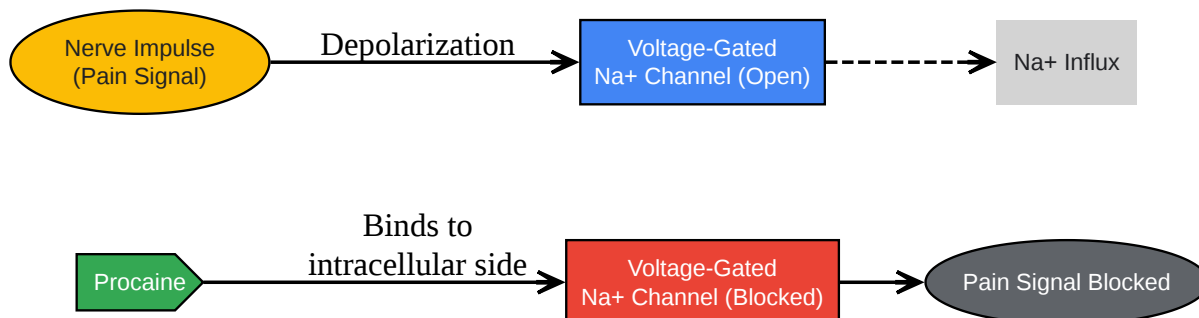 Nerve Impulse
(Pain Signal)
Depolarization
Voltage-Gated
Na+ Channel (Open)
Na+ Influx
Procaine
Binds to
intracellular side
Voltage-Gated
Na+ Channel (Blocked)
Pain Signal Blocked